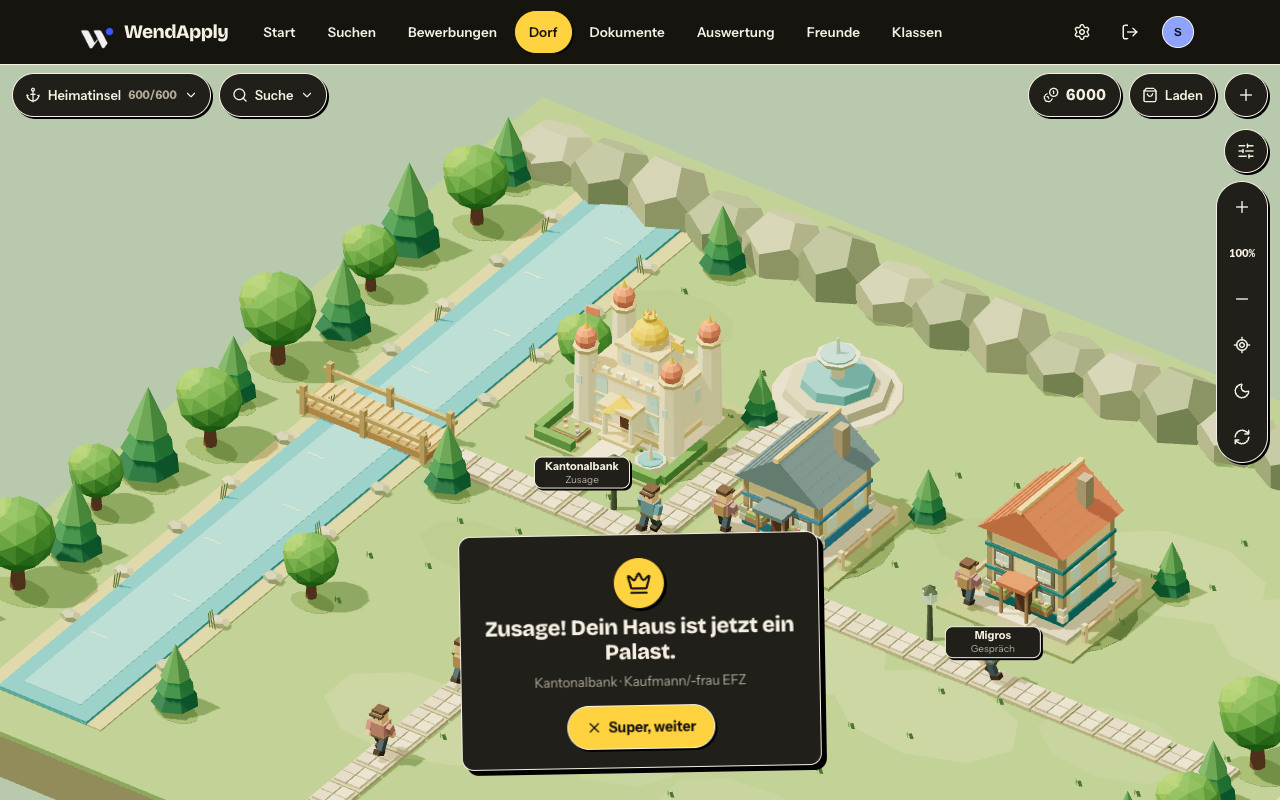 WendApply
Start
Suchen
Bewerbungen
Dorf
Dokumente
Auswertung
Freunde
Klassen
S
Heimatinsel 600/600
Suche
6000
Laden
100%
Kantonalbank
Zusage
Migros
Gespräch
Zusage! Dein Haus ist jetzt ein
Palast.
Kantonalbank · Kaufmann/-frau EFZ
Super, weiter